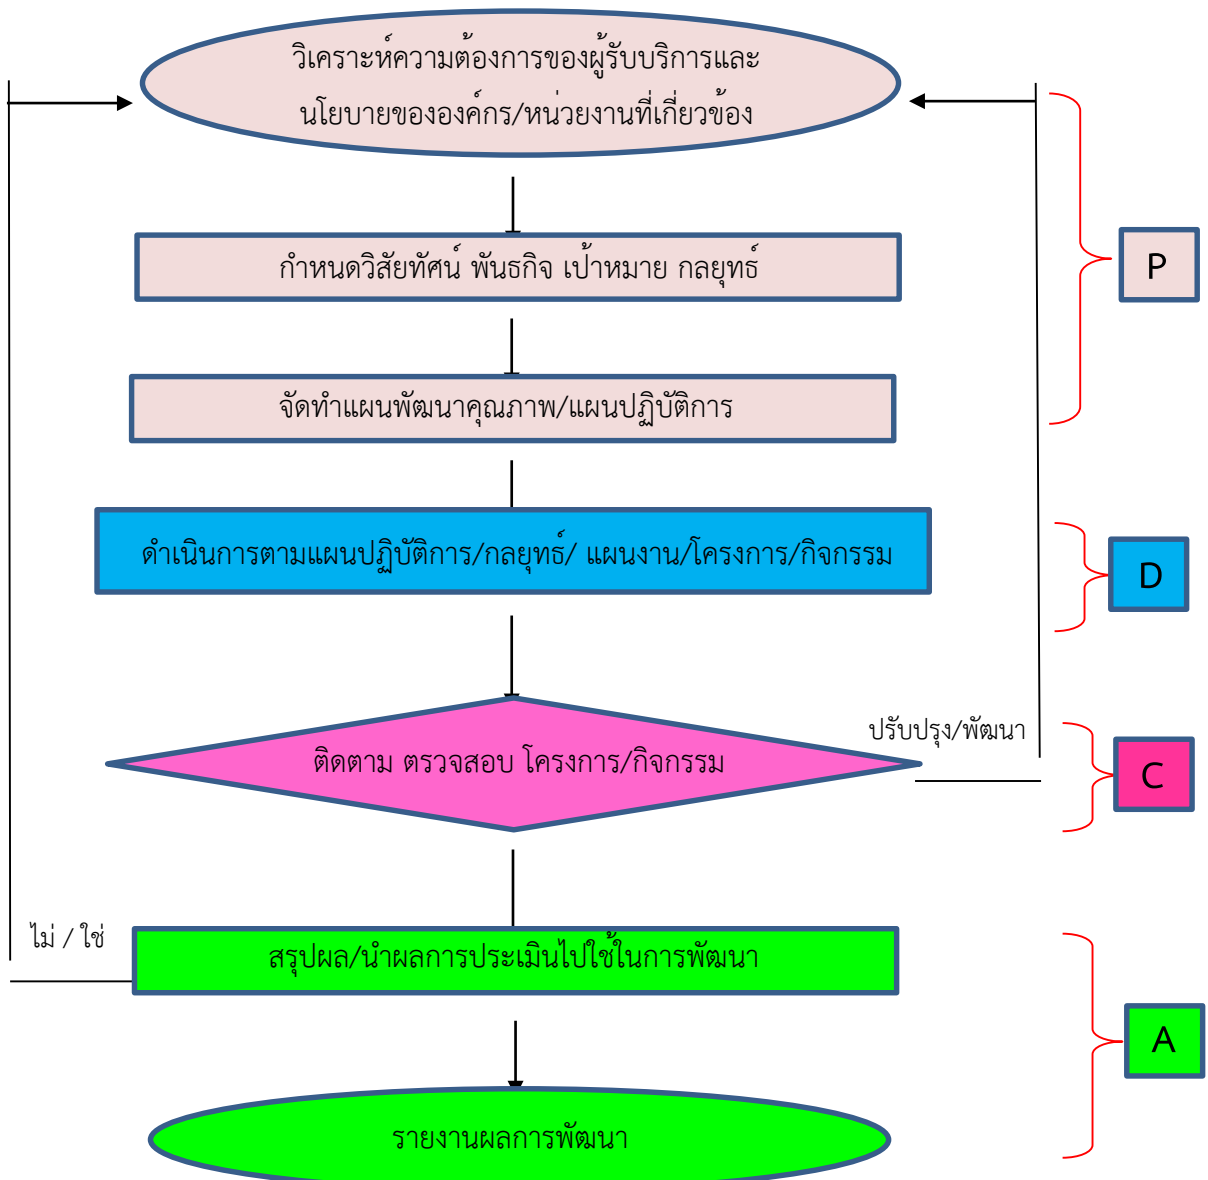 วิเคราะห์ความต้องการของผู้รับบริการและ
นโยบายขององค์กร/หน่วยงานที่เกี่ยวข้อง
กำหนดวิสัยทัศน์ พันธกิจ เป้าหมาย กลยุทธ์
P
จัดทำแผนพัฒนาคุณภาพ/แผนปฏิบัติการ
ดำเนินการตามแผนปฏิบัติการ/กลยุทธ์/ แผนงาน/โครงการ/กิจกรรม
D
ปรับปรุง/พัฒนา
ติดตาม ตรวจสอบ โครงการ/กิจกรรม
C
ไม่ / ใช่
สรุปผล/นำผลการประเมินไปใช้ในการพัฒนา
A
รายงานผลการพัฒนา